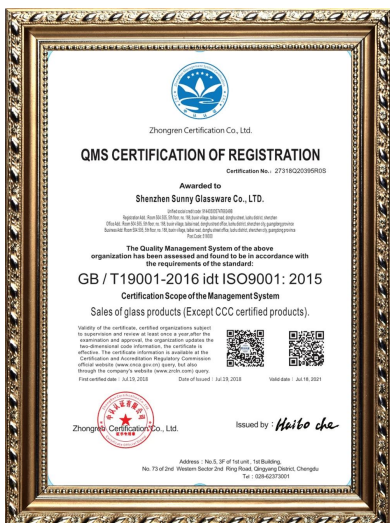 Zhongren Certification Co., Ltd.
QMS CERTIFICATION OF REGISTRATION
Certification No.: 27318Q20395R0S
Awarded to
Shenzhen Sunny Glassware Co., LTD.
The Quality Management System of the above
organization has been assessed and found to be in accordance with
the requirements of the standard:
GB / T19001-2016 idt ISO9001: 2015
Certification Scope of the Management System
Sales of glass products (Except CCC certified products).
Validity of the certificate, certified organizations subject
to supervision and review at least once a year,after the
examination and approval, the organization updates the
two-dimensional code information, the certificate is
effective. The certificate information is available at the
Certification and Accreditation Regulatory Commission
official website (www.cnca.gov.cn) query, but also
through the company's website (www.zrcln.com) query.
First certified date : Jul 19, 2018 Date of Issued : Jul 19, 2018 Valid date : Jul 18, 2021
Zhongren Certification Co., Ltd.
Issued by : Haibo che
Address : No.5, 3F of 1st unit, 1st Building,
No. 73 of 2nd Western Sector 2nd Ring Road, Qingyang District, Chengdu
Tel : 028-62373001